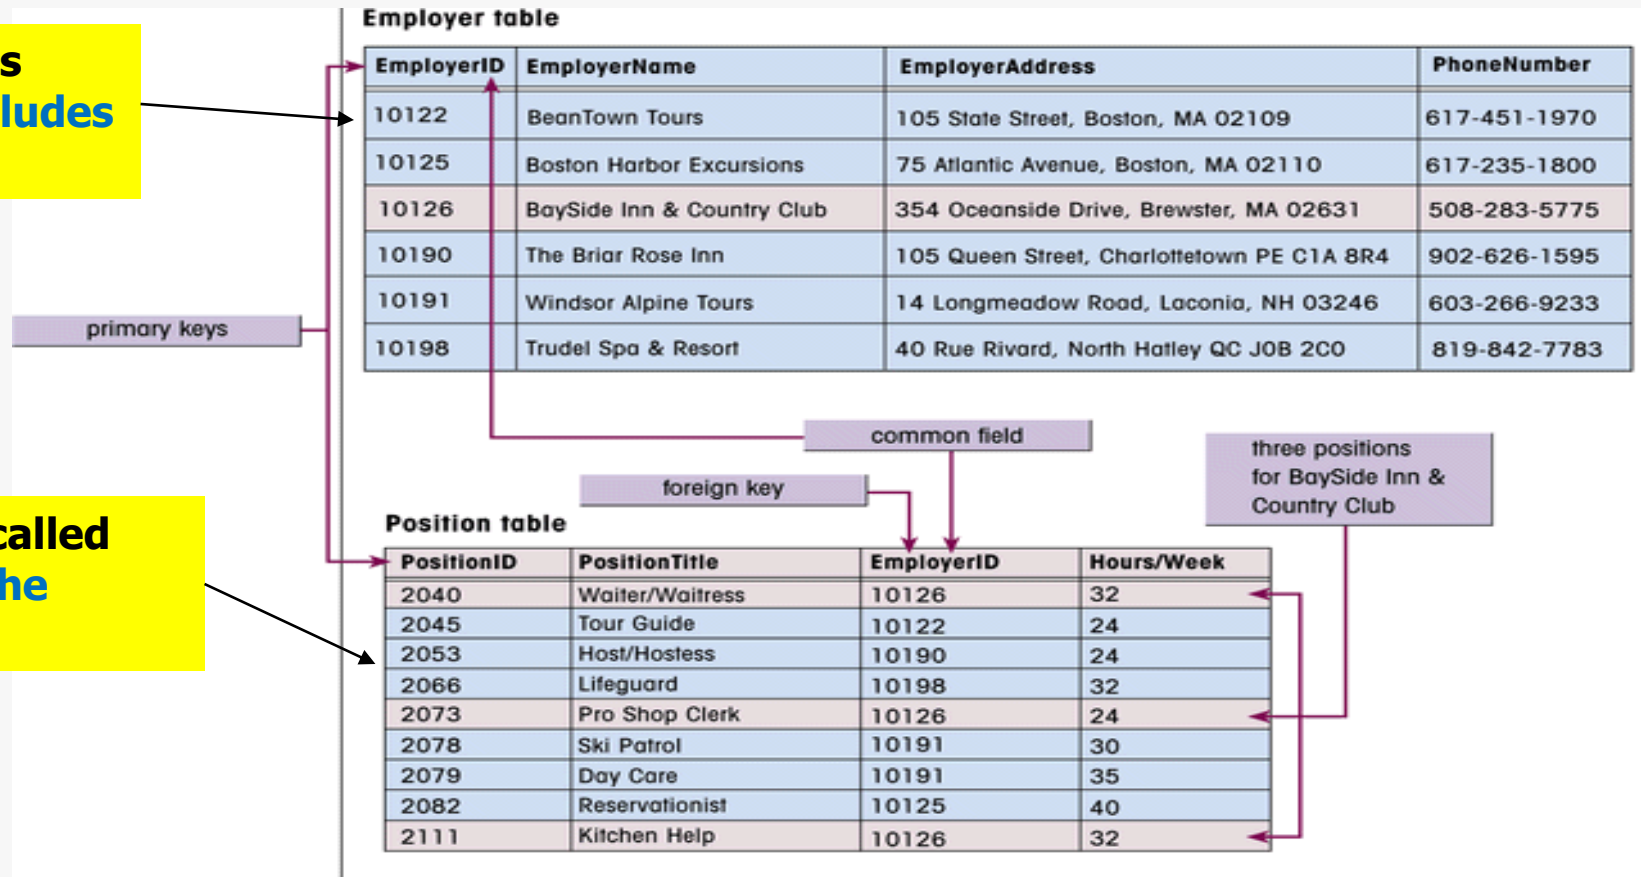 Employer table
s
ludes
EmployerID EmployerName EmployerAddress PhoneNumber
10122 BeanTown Tours 105 State Street, Boston, MA 02109 617-451-1970
10125 Boston Harbor Excursions 75 Atlantic Avenue, Boston, MA 02110 617-235-1800
10126 BaySide Inn & Country Club 354 Oceanside Drive, Brewster, MA 02631 508-283-5775
10190 The Briar Rose Inn 105 Queen Street, Charlottetown PE C1A 8R4 902-626-1595
10191 Windsor Alpine Tours 14 Longmeadow Road, Laconia, NH 03246 603-266-9233
10198 Trudel Spa & Resort 40 Rue Rivard, North Hatley QC J0B 2C0 819-842-7783
primary keys
common field
foreign key
three positions
for BaySide Inn &
Country Club
called
he
Position table
PositionID PositionTitle EmployerID Hours/Week
2040 Waiter/Waitress 10126 32
2045 Tour Guide 10122 24
2053 Host/Hostess 10190 24
2066 Lifeguard 10198 32
2073 Pro Shop Clerk 10126 24
2078 Ski Patrol 10191 30
2079 Day Care 10191 35
2082 Reservationist 10125 40
2111 Kitchen Help 10126 32